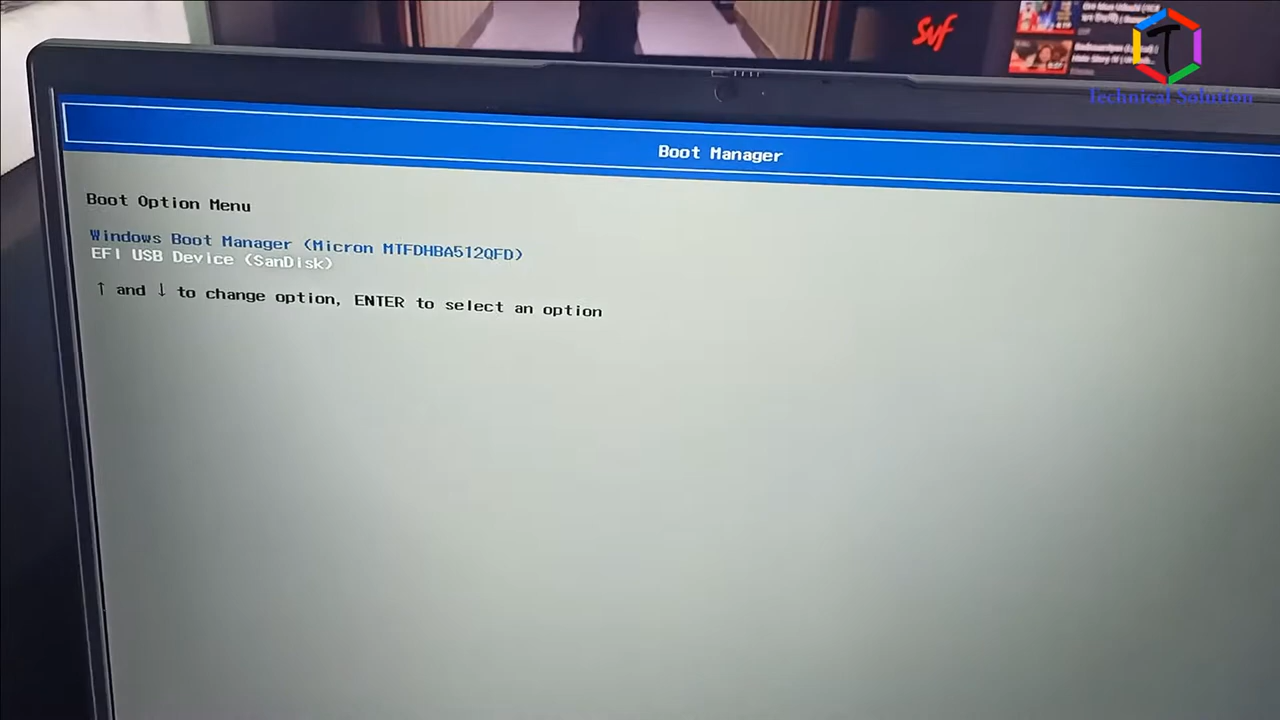 Svf
T
Technical Solution
Boot Manager
Boot Option Menu
Windows Boot Manager (Micron MTFDHBA512QFD)
EFI USB Device (SanDisk)
↑ and ↓ to change option, ENTER to select an option